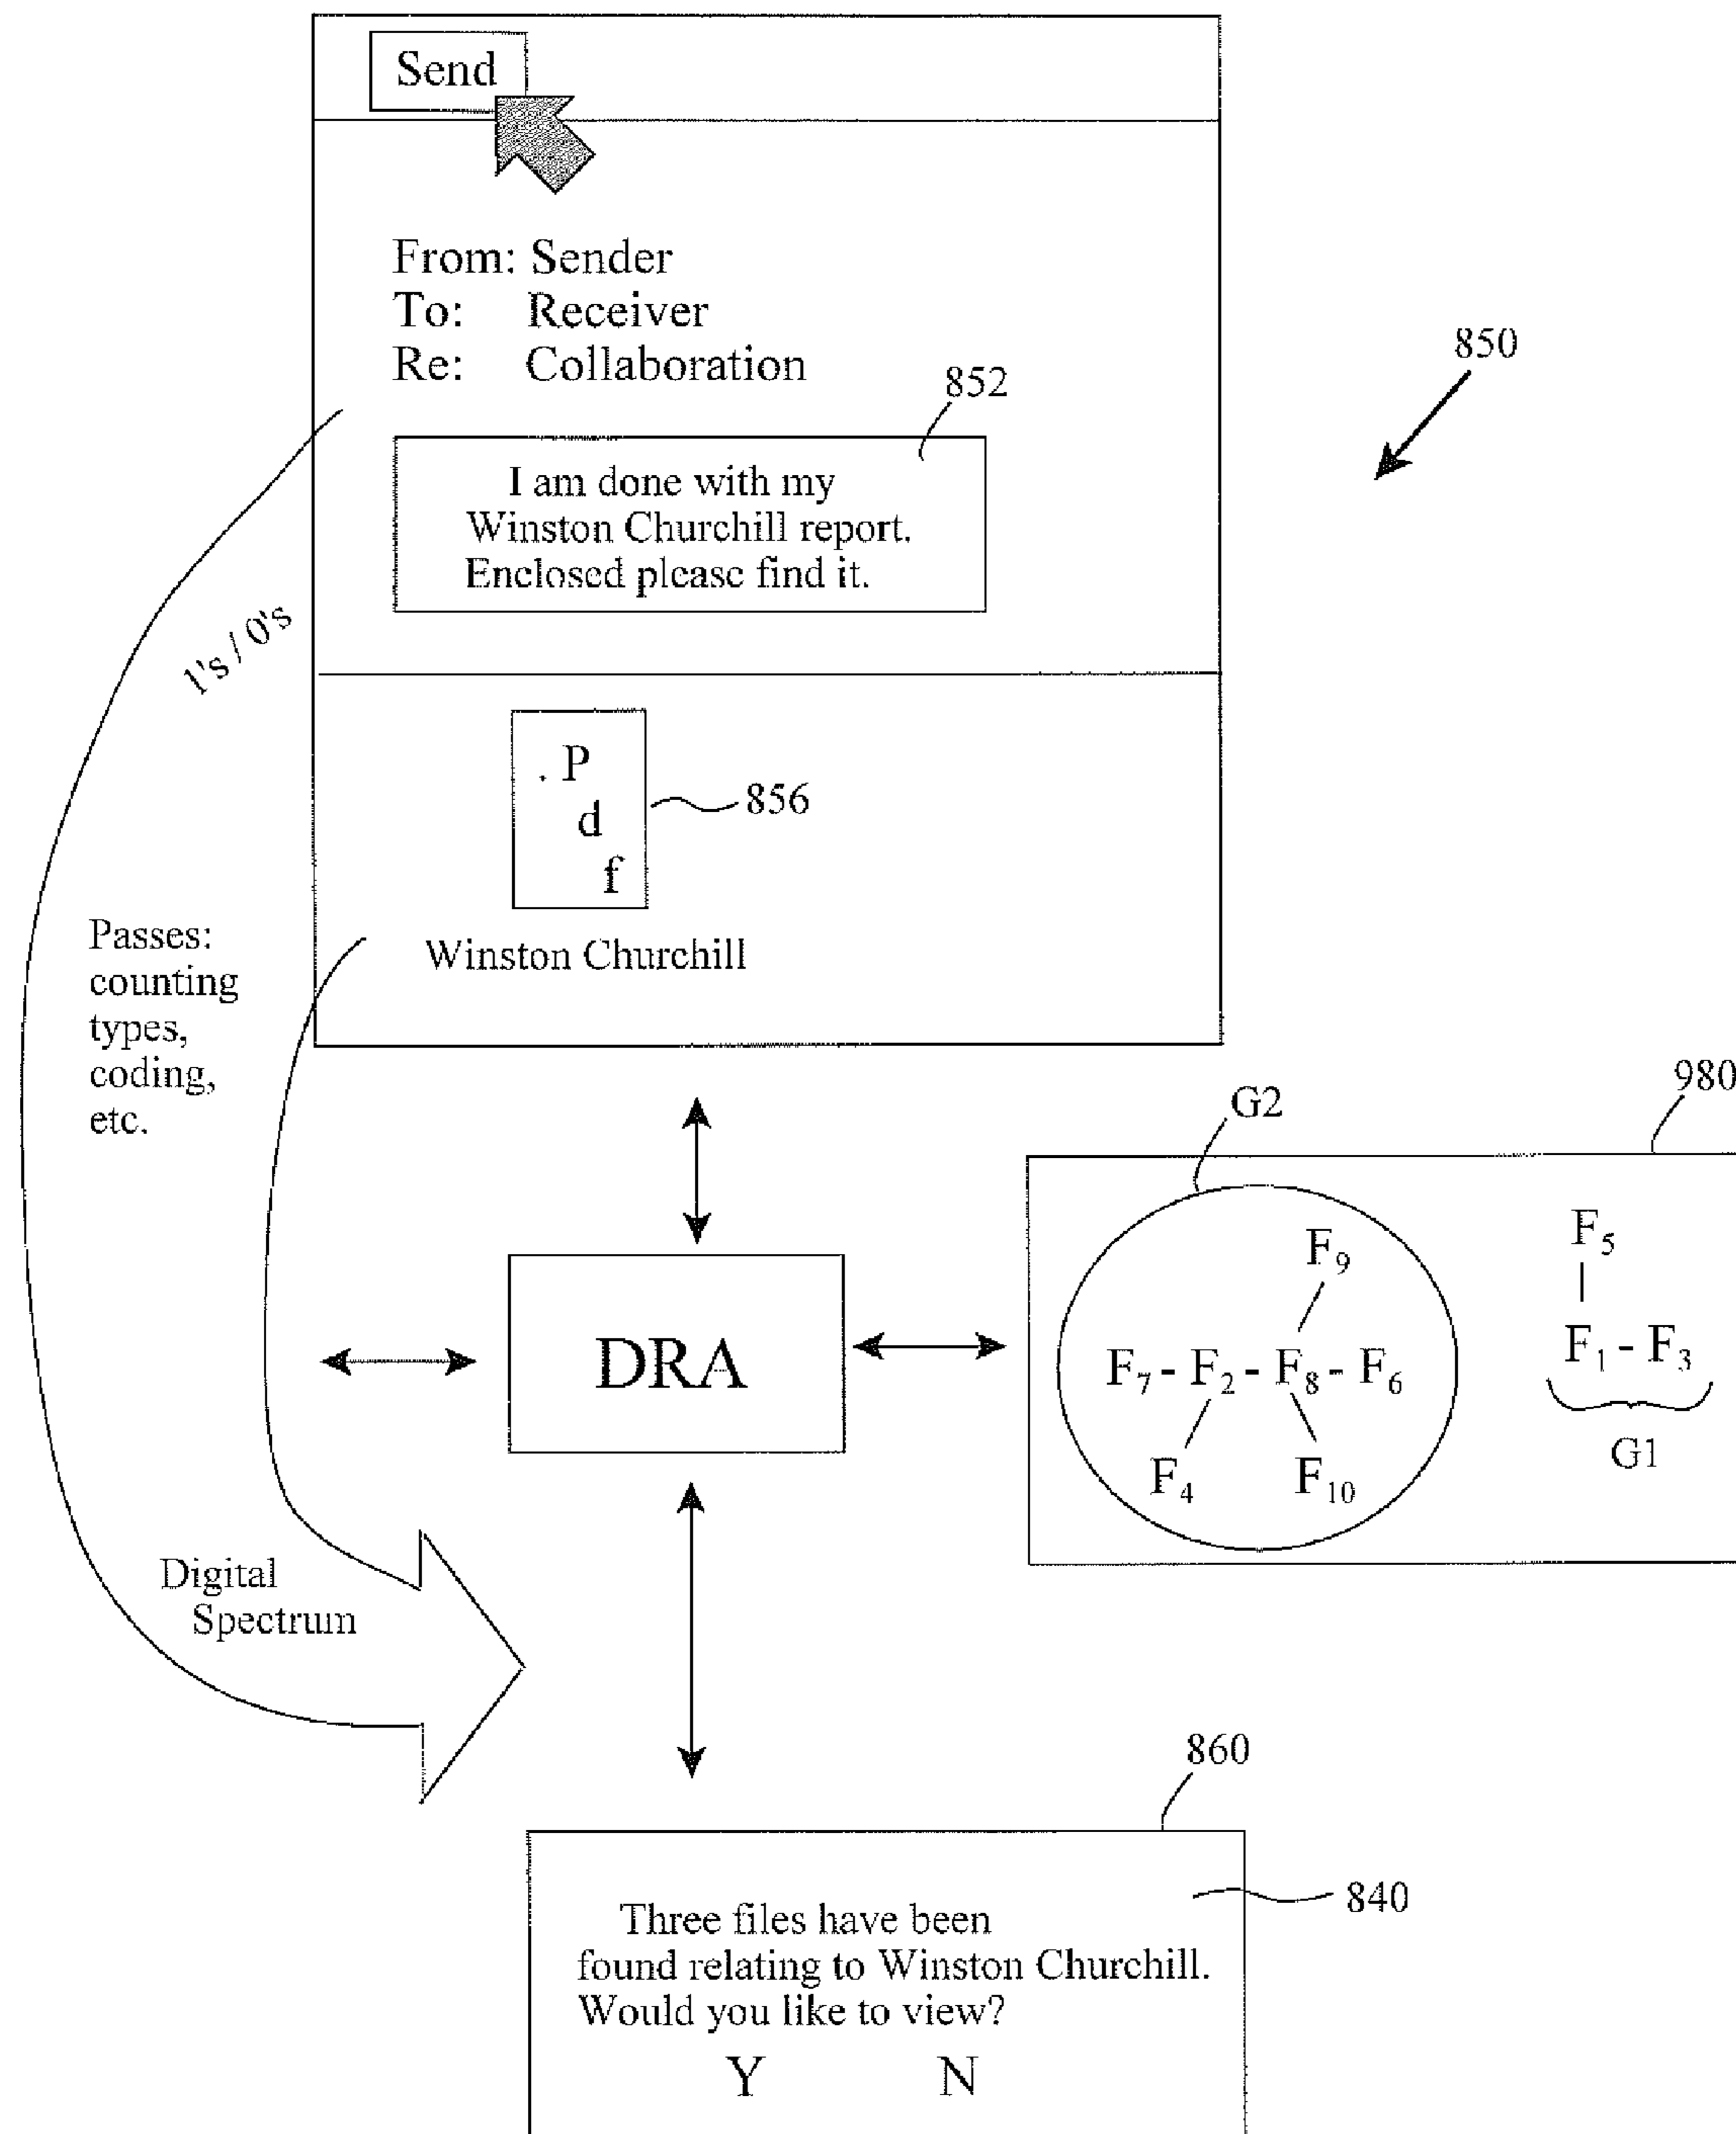 Send
From: Sender
To: Receiver
Re: Collaboration
850
852
I am done with my
Winston Churchill report.
Enclosed please find it.
1's / 0's
. P
d
f
856
Winston Churchill
Passes:
counting
types,
coding,
etc.
980
G2
F9
F5
F7 - F2 - F8 - F6
F1 - F3
F4
F10
G1
DRA
Digital
Spectrum
860
840
Three files have been
found relating to Winston Churchill.
Would you like to view?
Y N